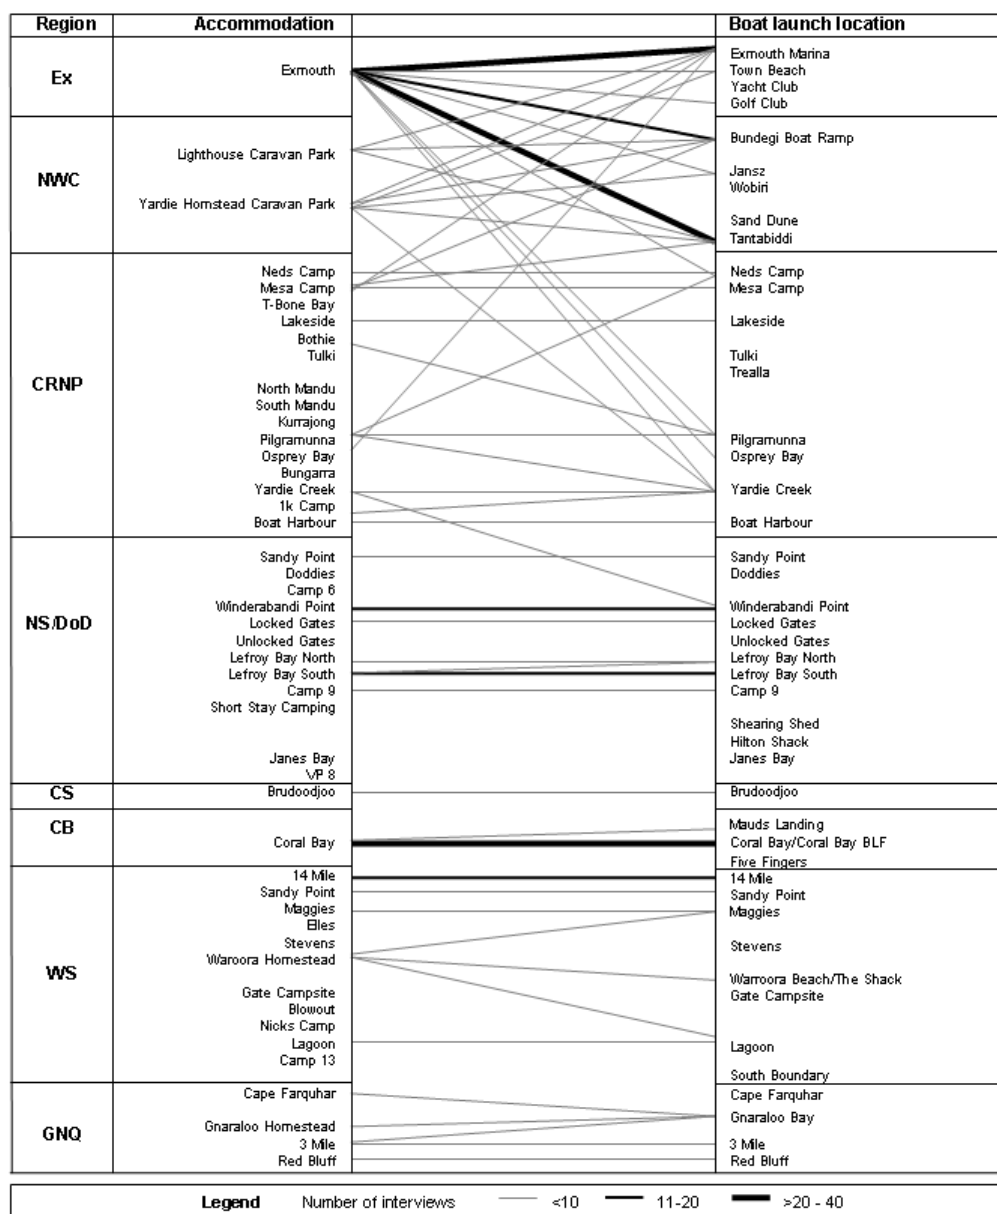 Region Accommodation Boat launch location
Ex
Exmouth
Exmouth Marina
Town Beach
Yacht Club
Golf Club
NWC
Lighthouse Caravan Park
Yardie Homstead Caravan Park
Bundegi Boat Ramp
Jansz
Wobiri
Sand Dune
Tantabiddi
CRNP
Neds Camp
Mesa Camp
T-Bone Bay
Lakeside
Bothie
Tulki
North Mandu
South Mandu
Kurrajong
Pilgramunna
Osprey Bay
Bungarra
Yardie Creek
1k Camp
Boat Harbour
Neds Camp
Mesa Camp
Lakeside
Tulki
Trealla
Pilgramunna
Osprey Bay
Yardie Creek
Boat Harbour
NS/DoD
Sandy Point
Doddies
Camp 6
Winderabandi Point
Locked Gates
Unlocked Gates
Lefroy Bay North
Lefroy Bay South
Camp 9
Short Stay Camping
Janes Bay
VP 8
Sandy Point
Doddies
Winderabandi Point
Locked Gates
Unlocked Gates
Lefroy Bay North
Lefroy Bay South
Camp 9
Shearing Shed
Hilton Shack
Janes Bay
CS
Brudoodjoo
Brudoodjoo
CB
Coral Bay
Mauds Landing
Coral Bay/Coral Bay BLF
Five Fingers
WS
14 Mile
Sandy Point
Maggies
Elles
Stevens
Waroora Homestead
Gate Campsite
Blowout
Nicks Camp
Lagoon
Camp 13
14 Mile
Sandy Point
Maggies
Stevens
Warroora Beach/The Shack
Gate Campsite
Lagoon
South Boundary
GNQ
Cape Farquhar
Gnaraloo Homestead
3 Mile
Red Bluff
Cape Farquhar
Gnaraloo Bay
3 Mile
Red Bluff
Legend Number of interviews <10 11-20 >20 - 40